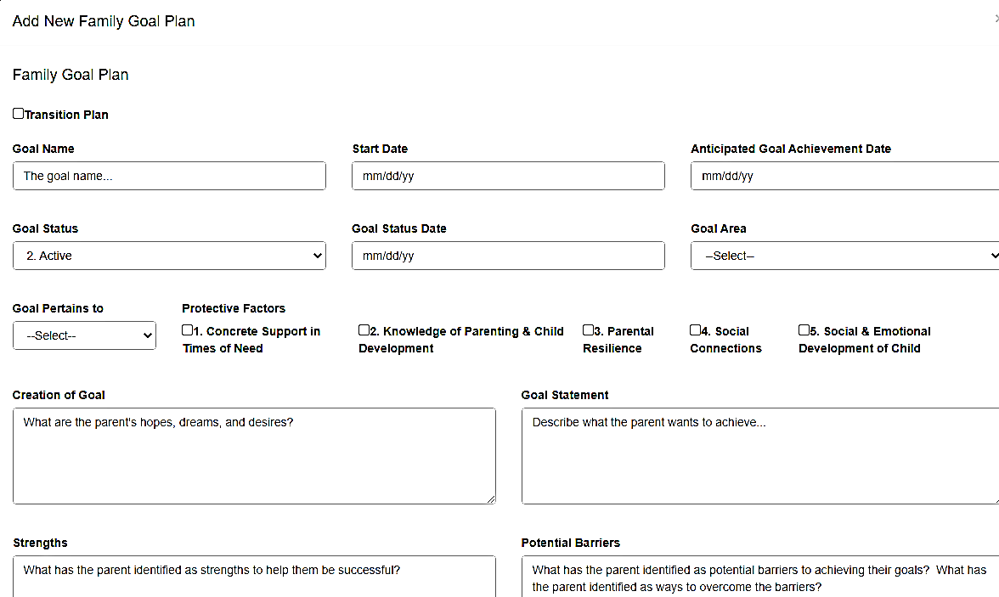 Add New Family Goal Plan
Family Goal Plan
Transition Plan
Goal Name
Start Date
Anticipated Goal Achievement Date
The goal name...
mm/dd/yy
mm/dd/yy
Goal Status
Goal Status Date
Goal Area
2. Active
mm/dd/yy
--Select--
Goal Pertains to
Protective Factors
--Select--
1. Concrete Support in
Times of Need
2. Knowledge of Parenting & Child
Development
3. Parental
Resilience
4. Social
Connections
5. Social & Emotional
Development of Child
Creation of Goal
Goal Statement
What are the parent's hopes, dreams, and desires?
Describe what the parent wants to achieve...
Strengths
Potential Barriers
What has the parent identified as strengths to help them be successful?
What has the parent identified as potential barriers to achieving their goals?  What has
the parent identified as ways to overcome the barriers?